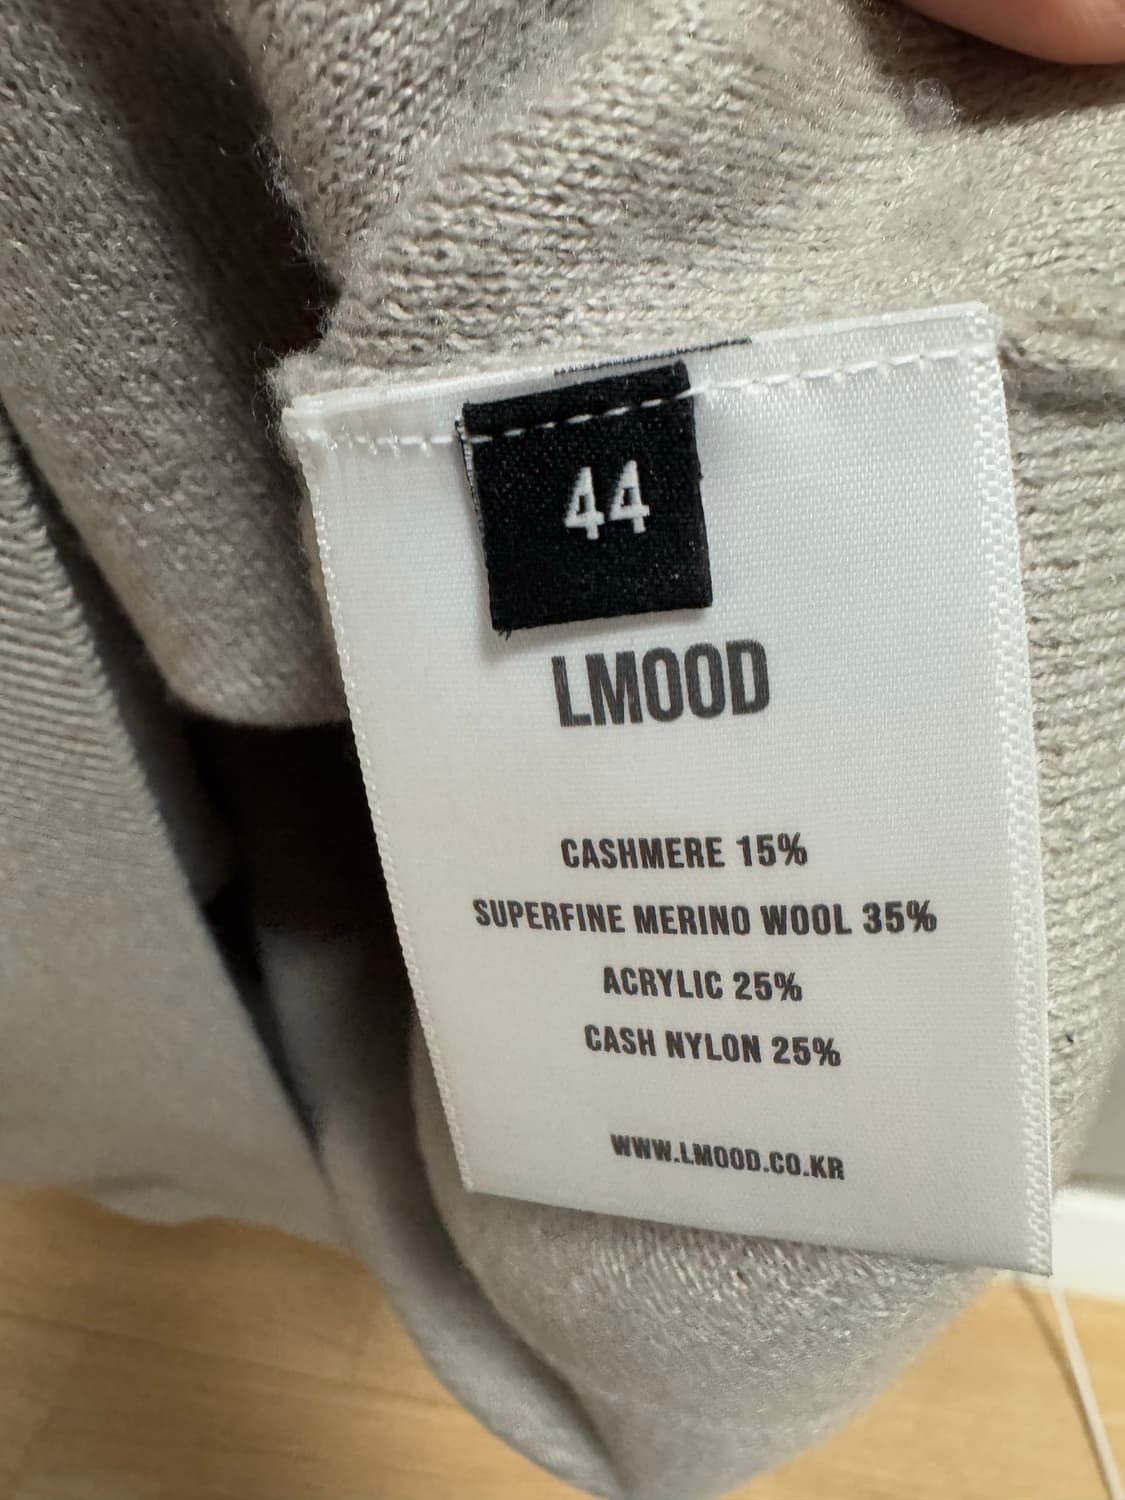 44
LMOOD
CASHMERE 15%
SUPERFINE MERINO WOOL 35%
ACRYLIC 25%
CASH NYLON 25%
WWW.LMOOD.CO.KR